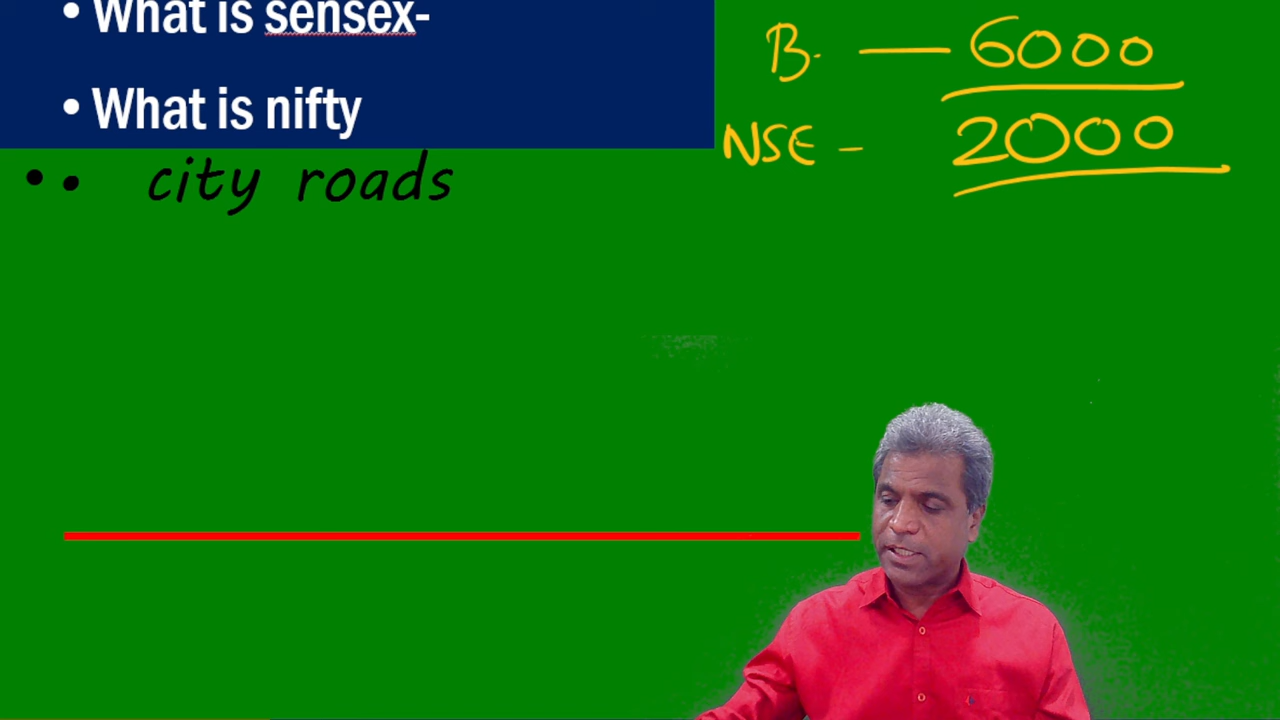 • What is sensex-
• What is nifty
• • city roads
B. — 6000
NSE - 2000